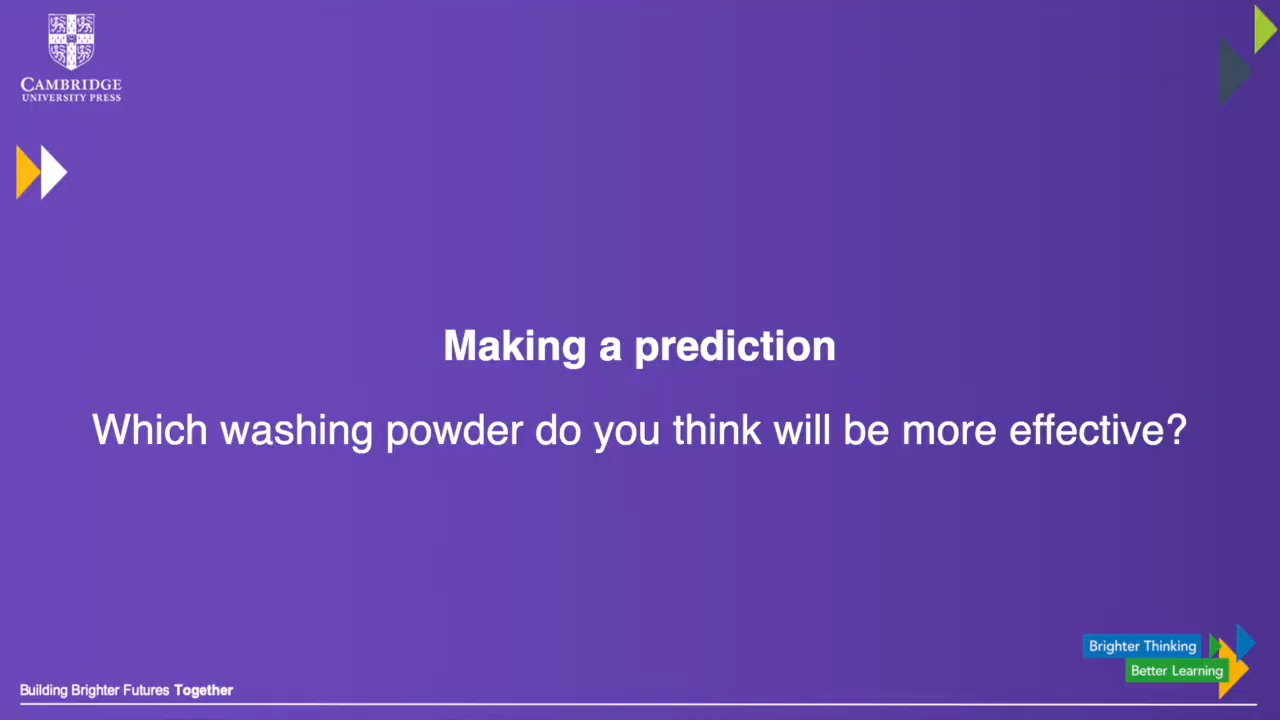 CAMBRIDGE
UNIVERSITY PRESS
Making a prediction
Which washing powder do you think will be more effective?
Brighter Thinking
Better Learning
Building Brighter Futures Together